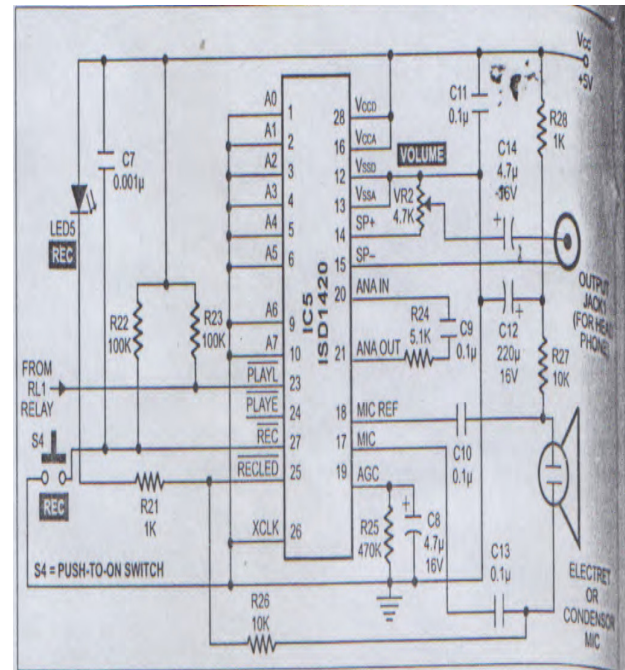 VCC
+5V
A0
1
A1
2
A2
3
A3
4
A4
5
A5
6
A6
9
A7
10
PLAYL
23
PLAYE
24
REC
27
RECLED
25
XCLK
26
IC5
ISD1420
28
VCCD
16
VCCA
12
VSSD
13
VSSA
14
SP+
15
SP–
20
ANA IN
21
ANA OUT
18
MIC REF
17
MIC
19
AGC
C7
0.001µ
LED5
REC
R22
100K
R23
100K
FROM
RL1
RELAY
S4
REC
R21
1K
S4 = PUSH-TO-ON SWITCH
R26
10K
C11
0.1µ
R28
1K
VOLUME
VR2
4.7K
C14
4.7µ
16V
+
OUTPUT
JACK1
(FOR HEAD
PHONE)
R24
5.1K
C9
0.1µ
C12
220µ
16V
+
R27
10K
C10
0.1µ
R25
470K
+
C8
4.7µ
16V
C13
0.1µ
ELECTRET
OR
CONDENSOR
MIC